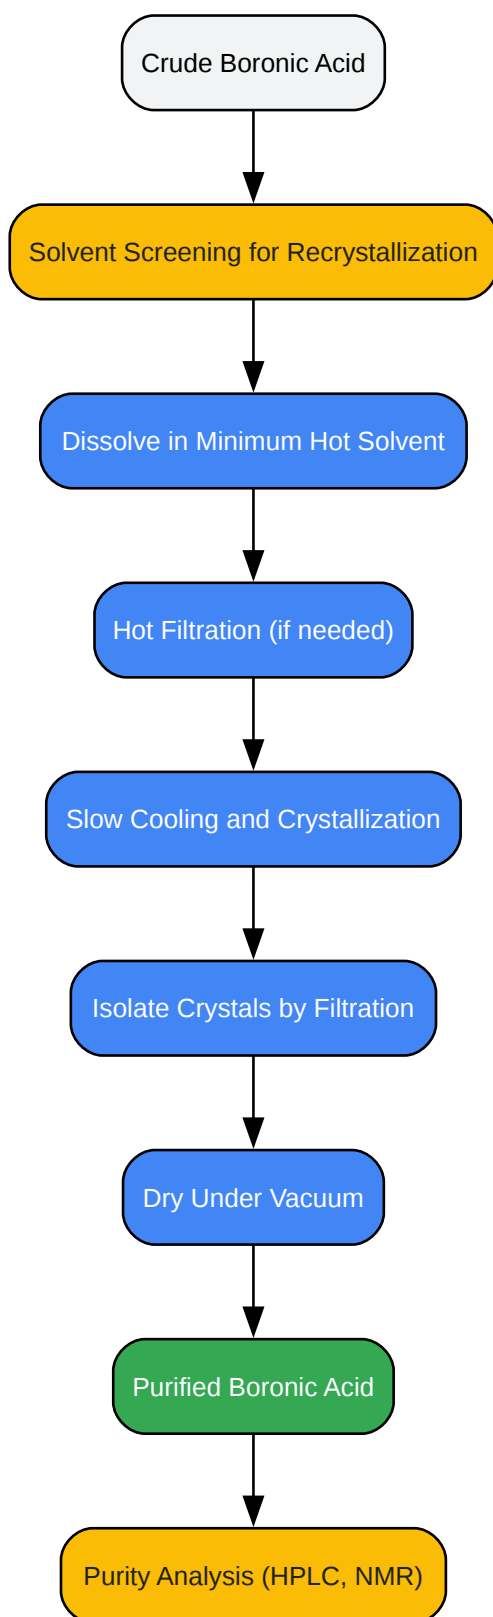 Crude Boronic Acid
Solvent Screening for Recrystallization
Dissolve in Minimum Hot Solvent
Hot Filtration (if needed)
Slow Cooling and Crystallization
Isolate Crystals by Filtration
Dry Under Vacuum
Purified Boronic Acid
Purity Analysis (HPLC, NMR)